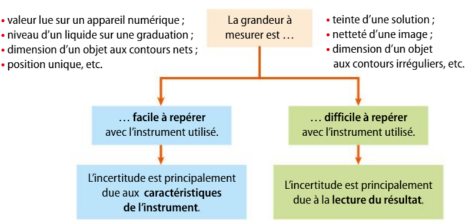 • valeur lue sur un appareil numérique ;
• niveau d'un liquide sur une graduation ;
• dimension d'un objet aux contours nets ;
• position unique, etc.
La grandeur à
mesurer est …
• teinte d'une solution ;
• netteté d'une image ;
• dimension d'un objet
aux contours irréguliers, etc.
… facile à repérer
avec l'instrument utilisé.
… difficile à repérer
avec l'instrument utilisé.
L'incertitude est principalement
due aux caractéristiques
de l'instrument.
L'incertitude est principalement
due à la lecture du résultat.